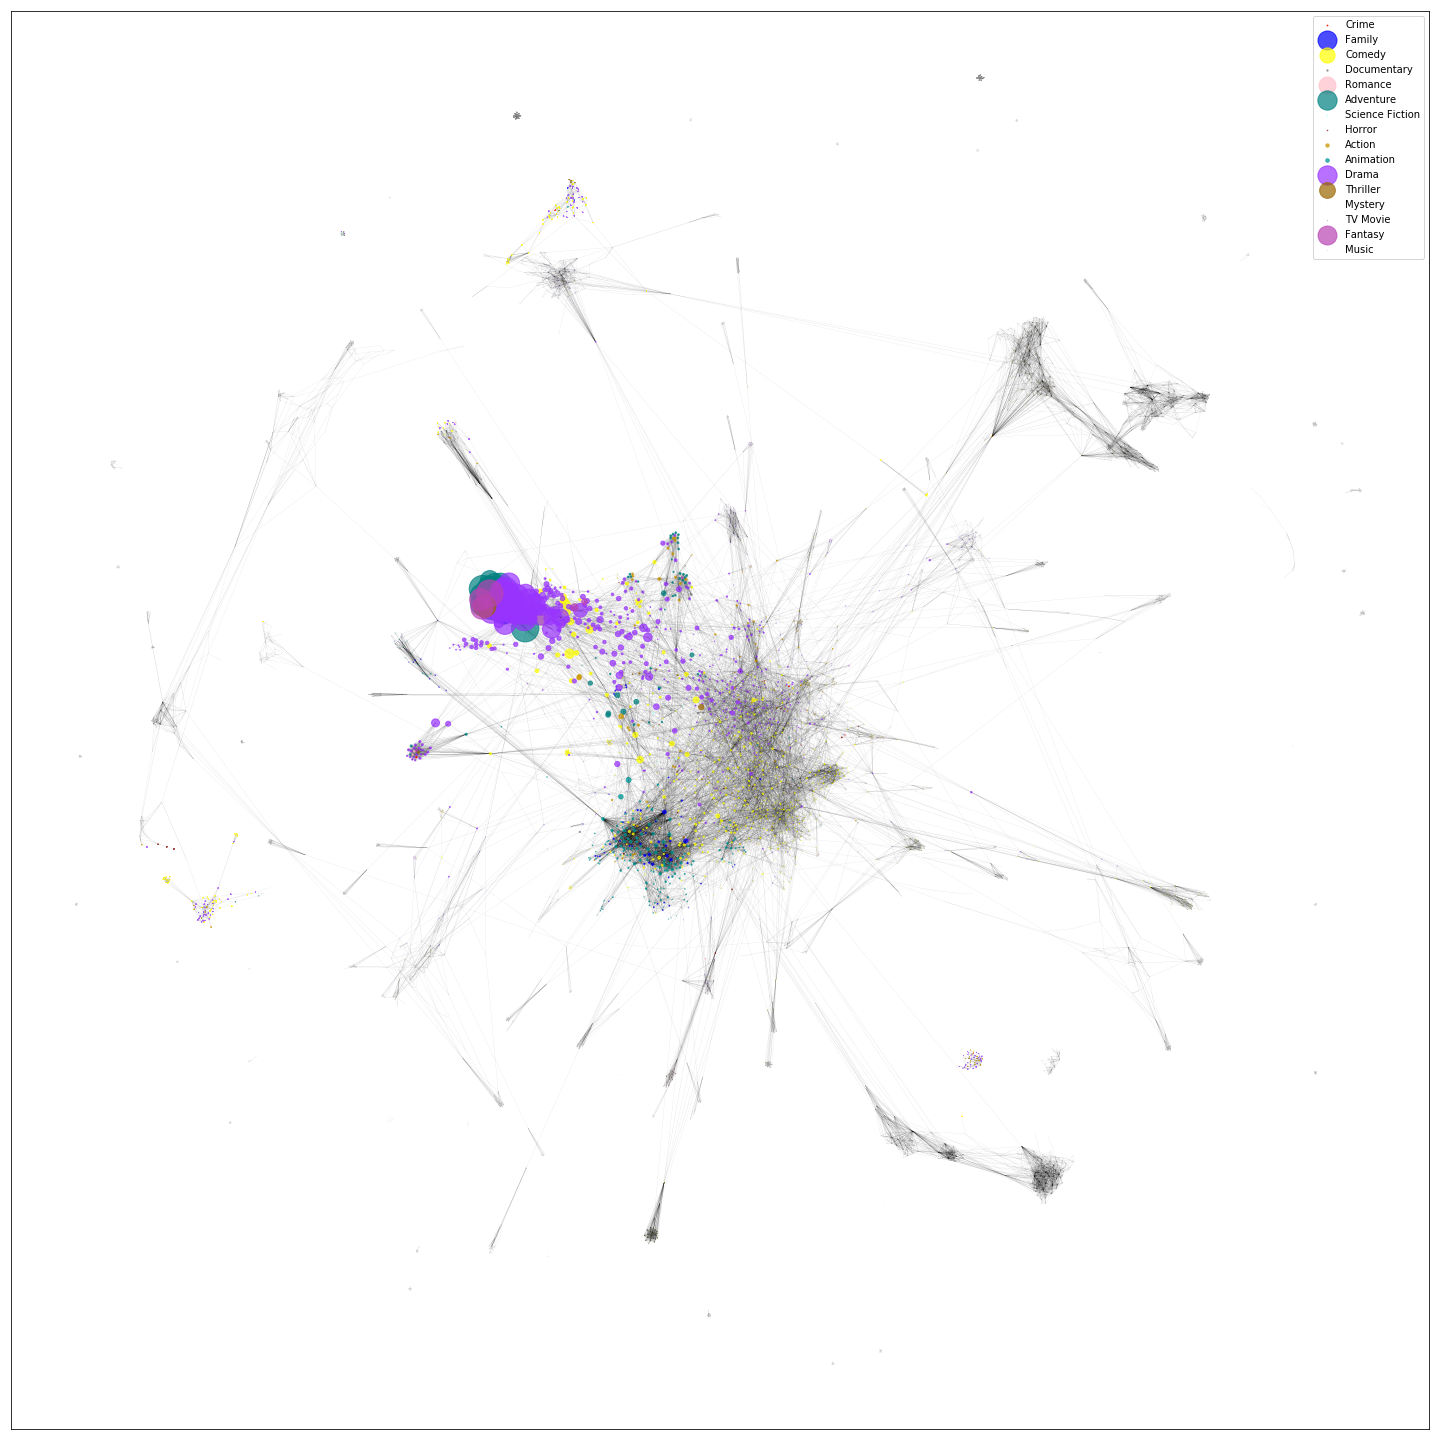 Crime
Family
Comedy
Documentary
Romance
Adventure
Science Fiction
Horror
Action
Animation
Drama
Thriller
Mystery
TV Movie
Fantasy
Music